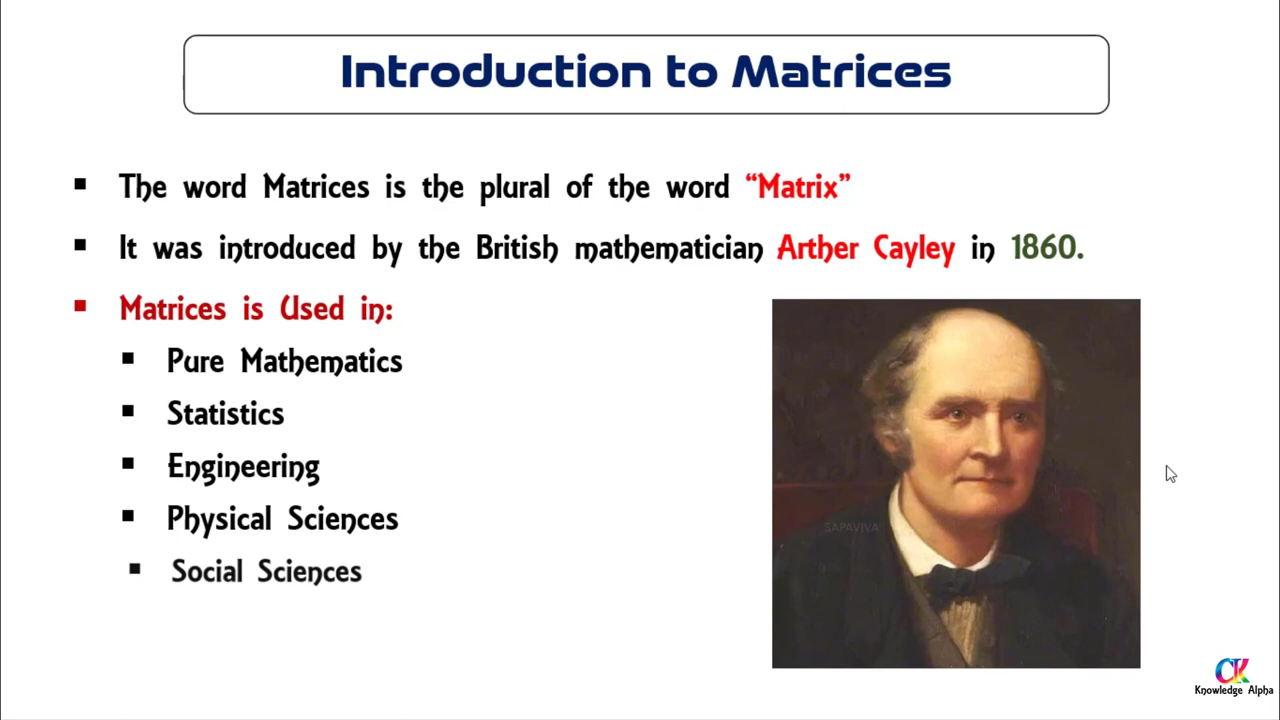 Introduction to Matrices
The word Matrices is the plural of the word “Matrix”
It was introduced by the British mathematician Arther Cayley in 1860.
Matrices is Used in:
Pure Mathematics
Statistics
Engineering
Physical Sciences
Social Sciences
SAPAVIVA
CK
Knowledge Alpha